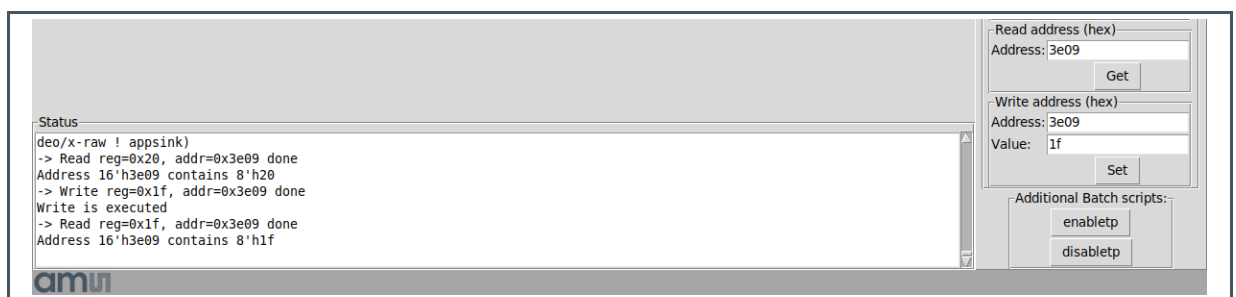 Read address (hex)
Address: 3e09
Get
Write address (hex)
Address: 3e09
Value: 1f
Set
Additional Batch scripts:
enabletp
disabletp
Status
deo/x-raw ! appsink)
-> Read reg=0x20, addr=0x3e09 done
Address 16'h3e09 contains 8'h20
-> Write reg=0x1f, addr=0x3e09 done
Write is executed
-> Read reg=0x1f, addr=0x3e09 done
Address 16'h3e09 contains 8'h1f
amu